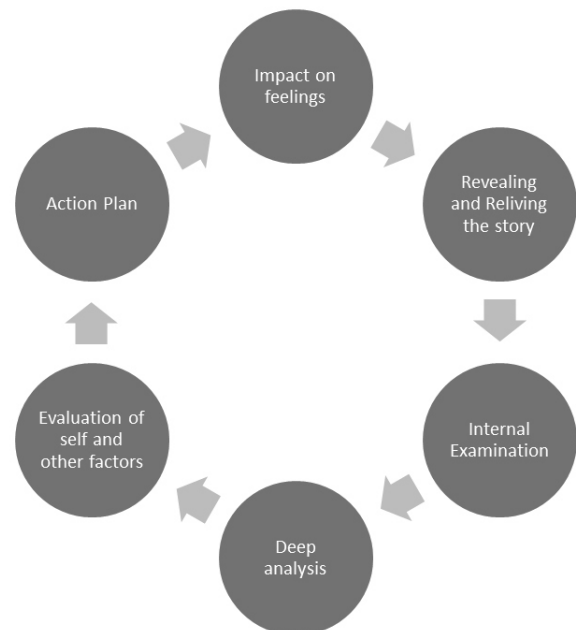 Impact on
feelings
Revealing
and Reliving
the story
Internal
Examination
Deep
analysis
Evaluation of
self and
other factors
Action Plan